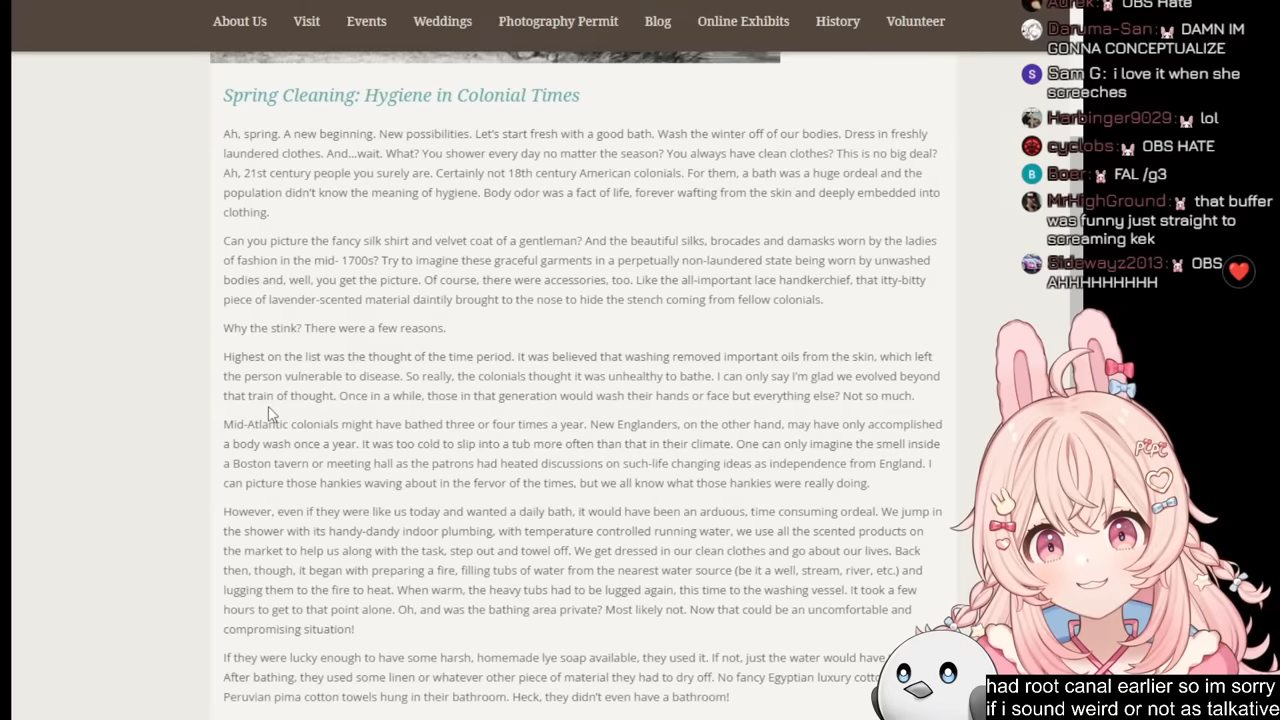 About Us Visit Events Weddings Photography Permit Blog Online Exhibits History Volunteer
Spring Cleaning: Hygiene in Colonial Times
Ah, spring. A new beginning. New possibilities. Let's start fresh with a good bath. Wash the winter off of our bodies. Dress in freshly
laundered clothes. And...wait. What? You shower every day no matter the season? You always have clean clothes? This is no big deal?
Ah, 21st century people you surely are. Certainly not 18th century American colonials. For them, a bath was a huge ordeal and the
population didn't know the meaning of hygiene. Body odor was a fact of life, forever wafting from the skin and deeply embedded into
clothing.
Can you picture the fancy silk shirt and velvet coat of a gentleman? And the beautiful silks, brocades and damasks worn by the ladies
of fashion in the mid- 1700s? Try to imagine these graceful garments in a perpetually non-laundered state being worn by unwashed
bodies and, well, you get the picture. Of course, there were accessories, too. Like the all-important lace handkerchief, that itty-bitty
piece of lavender-scented material daintily brought to the nose to hide the stench coming from fellow colonials.
Why the stink? There were a few reasons.
Highest on the list was the thought of the time period. It was believed that washing removed important oils from the skin, which left
the person vulnerable to disease. So really, the colonials thought it was unhealthy to bathe. I can only say I'm glad we evolved beyond
that train of thought. Once in a while, those in that generation would wash their hands or face but everything else? Not so much.
Mid-Atlantic colonials might have bathed three or four times a year. New Englanders, on the other hand, may have only accomplished
a body wash once a year. It was too cold to slip into a tub more often than that in their climate. One can only imagine the smell inside
a Boston tavern or meeting hall as the patrons had heated discussions on such-life changing ideas as independence from England. I
can picture those hankies waving about in the fervor of the times, but we all know what those hankies were really doing.
However, even if they were like us today and wanted a daily bath, it would have been an arduous, time consuming ordeal. We jump in
the shower with its handy-dandy indoor plumbing, with temperature controlled running water, we use all the scented products on
the market to help us along with the task, step out and towel off. We get dressed in our clean clothes and go about our lives. Back
then, though, it began with preparing a fire, filling tubs of water from the nearest water source (be it a well, stream, river, etc.) and
lugging them to the fire to heat. When warm, the heavy tubs had to be lugged again, this time to the washing vessel. It took a few
hours to get to that point alone. Oh, and was the bathing area private? Most likely not. Now that could be an uncomfortable and
compromising situation!
If they were lucky enough to have some harsh, homemade lye soap available, they used it. If not, just the water would have
After bathing, they used some linen or whatever other piece of material they had to dry off. No fancy Egyptian luxury
Peruvian pima cotton towels hung in their bathroom. Heck, they didn't even have a bathroom!
OBS Hate
Daruma-San: DAMN IM
GONNA CONCEPTUALIZE
S Sam G: i love it when she
screeches
Harbinger9029: lol
cyclobs: OBS HATE
B Boer: FAL /g3
MrHighGround: that buffer
was funny just straight to
screaming kek
Sidewayz2013: OBS
AHHHHHHHHH
PiPi
had root canal earlier so im sorry
if i sound weird or not as talkative